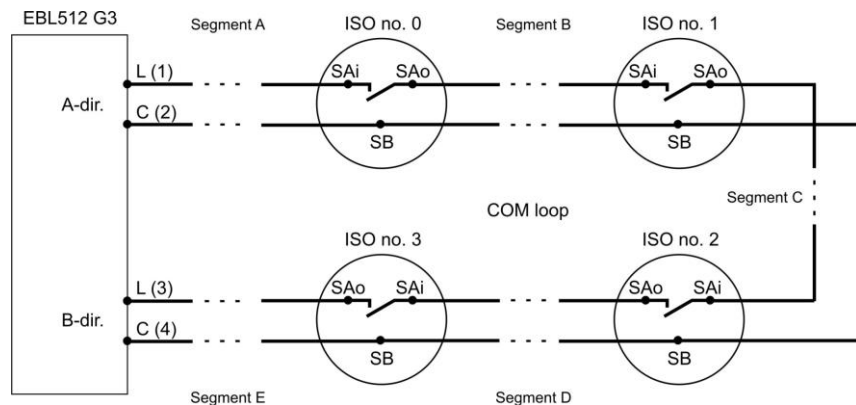 EBL512 G3
Segment A
ISO no. 0
Segment B
ISO no. 1
L (1)
SAi
SAo
SAi
SAo
A-dir.
C (2)
SB
SB
Segment C
COM loop
ISO no. 3
ISO no. 2
L (3)
SAo
SAi
SAo
SAi
B-dir.
C (4)
SB
SB
Segment E
Segment D